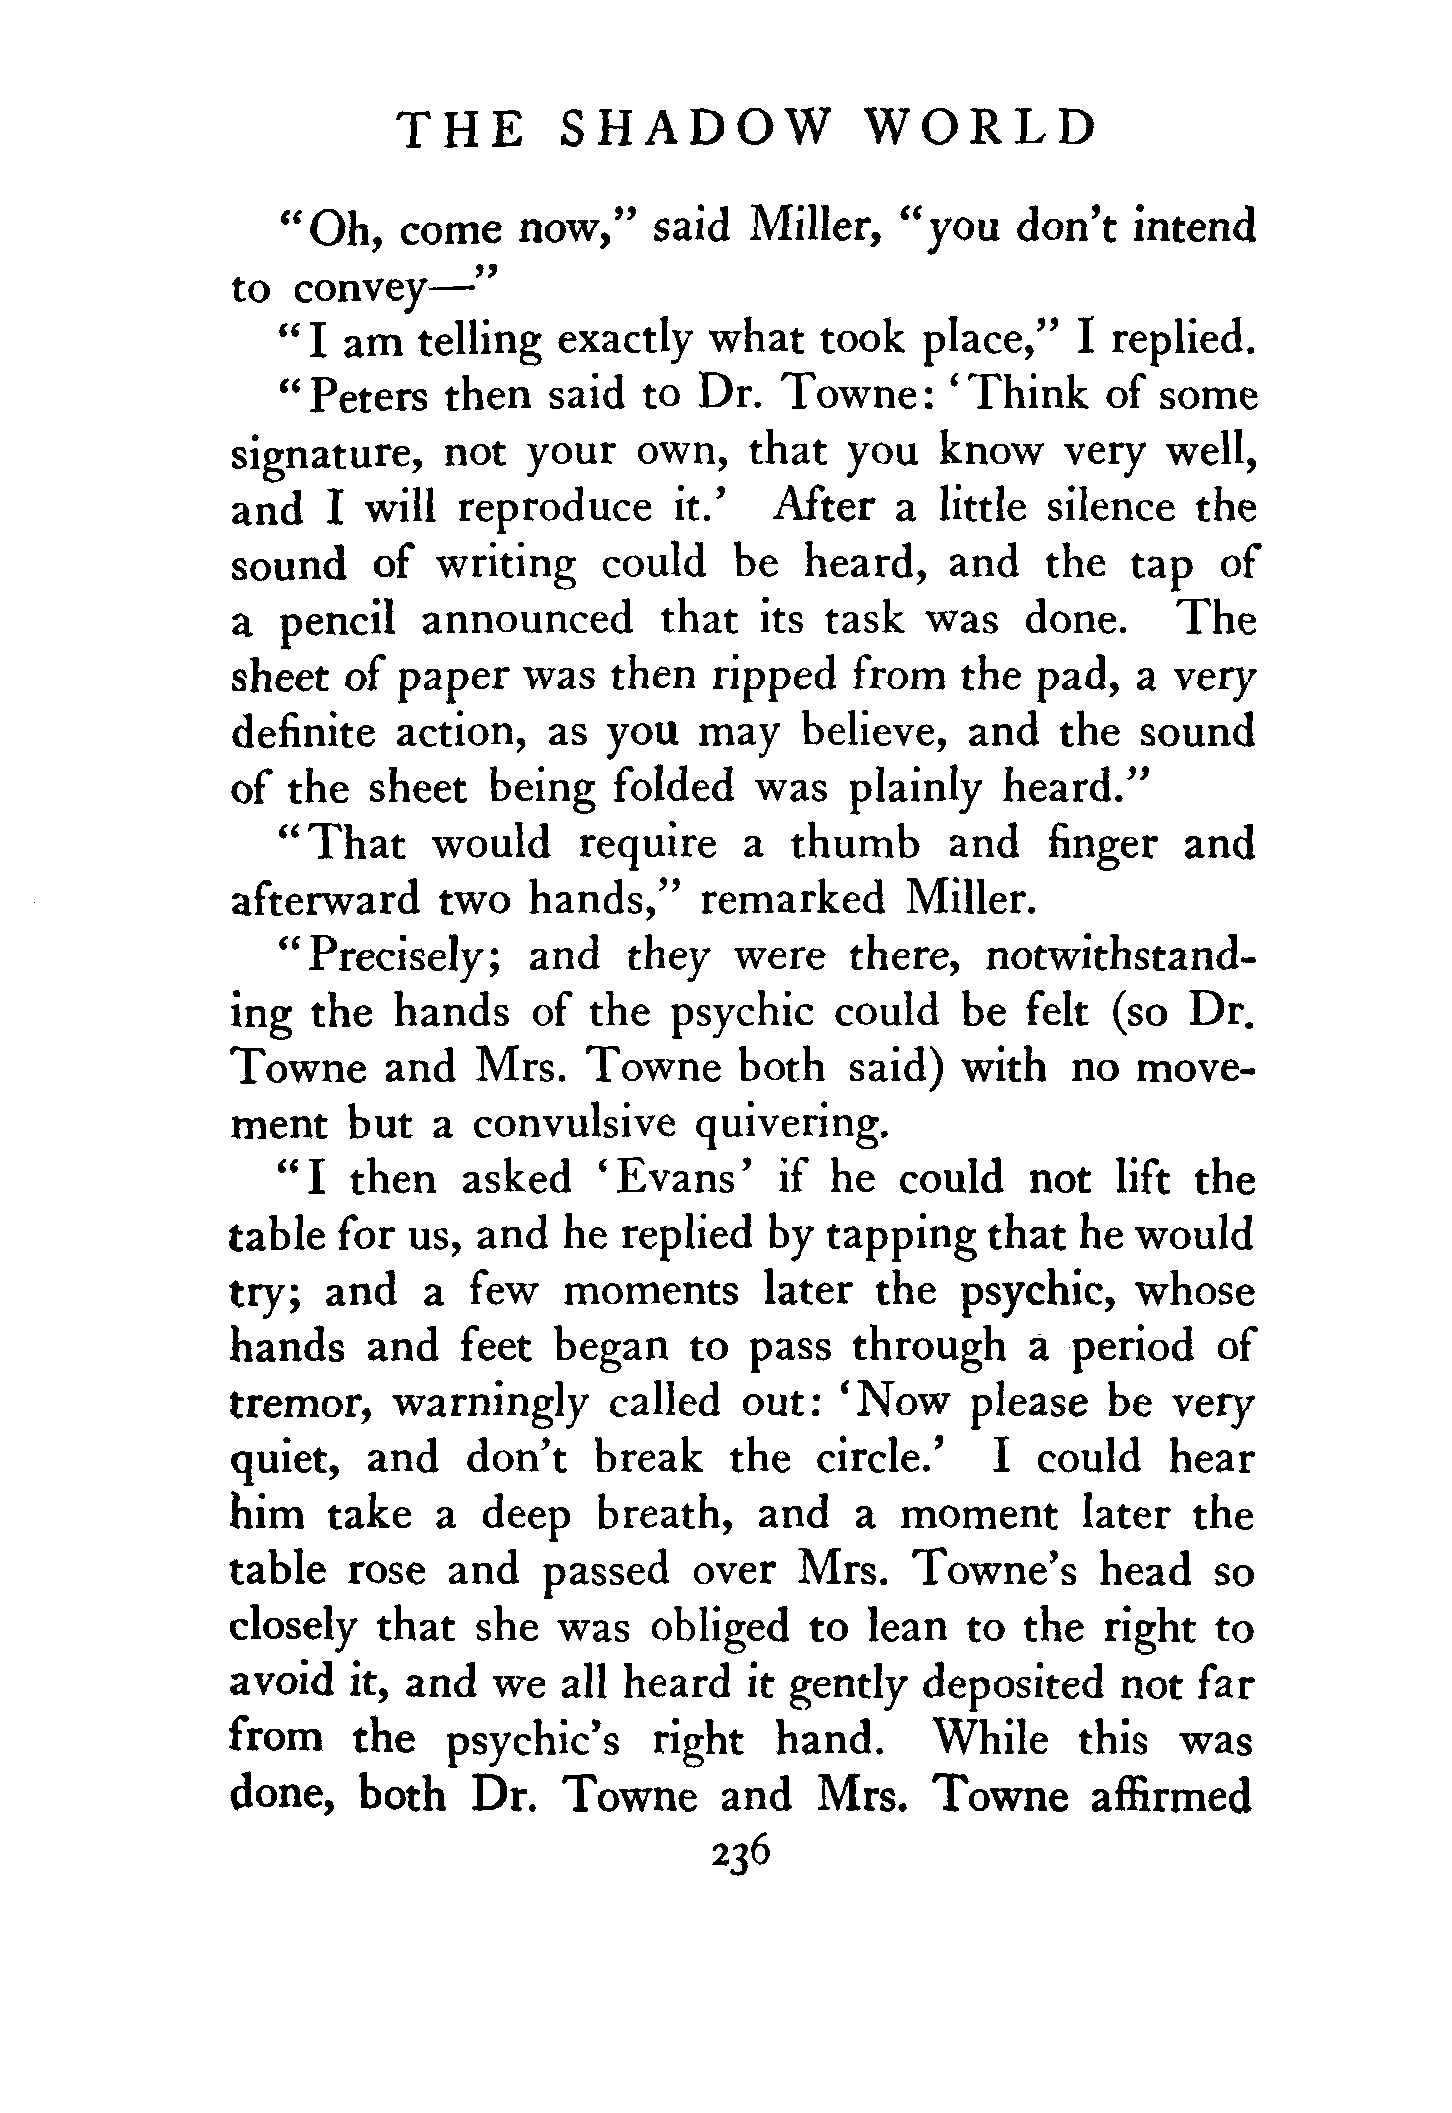 THE SHADOW WORLD
“Oh, come now,” said Miller, “you don’t intend
to convey—”
“I am telling exactly what took place,” I replied.
“Peters then said to Dr. Towne: ‘Think of some
signature, not your own, that you know very well,
and I will reproduce it.’ After a little silence the
sound of writing could be heard, and the tap of
a pencil announced that its task was done. The
sheet of paper was then ripped from the pad, a very
definite action, as you may believe, and the sound
of the sheet being folded was plainly heard.”
“That would require a thumb and finger and
afterward two hands,” remarked Miller.
“Precisely; and they were there, notwithstand-
ing the hands of the psychic could be felt (so Dr.
Towne and Mrs. Towne both said) with no move-
ment but a convulsive quivering.
“I then asked ‘Evans’ if he could not lift the
table for us, and he replied by tapping that he would
try; and a few moments later the psychic, whose
hands and feet began to pass through a period of
tremor, warningly called out: ‘Now please be very
quiet, and don’t break the circle.’ I could hear
him take a deep breath, and a moment later the
table rose and passed over Mrs. Towne’s head so
closely that she was obliged to lean to the right to
avoid it, and we all heard it gently deposited not far
from the psychic’s right hand. While this was
done, both Dr. Towne and Mrs. Towne affirmed
236